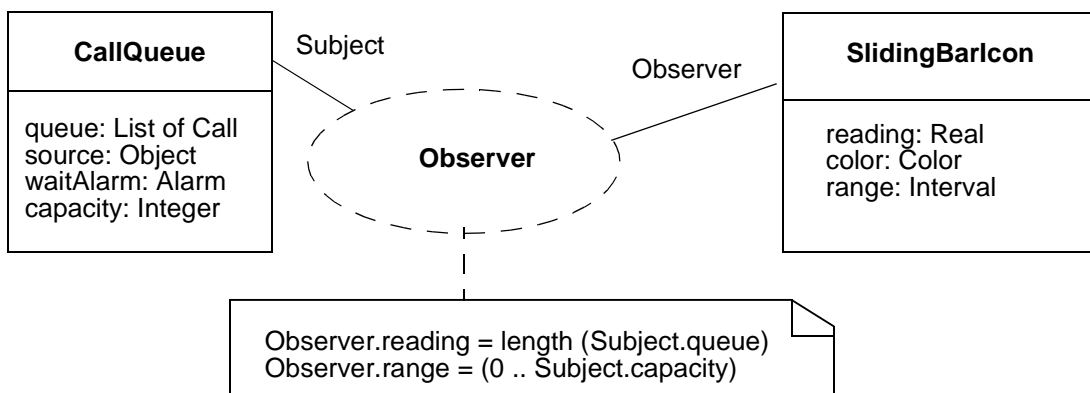 CallQueue
queue: List of Call
source: Object
waitAlarm: Alarm
capacity: Integer
Subject
Observer
Observer
SlidingBarIcon
reading: Real
color: Color
range: Interval
Observer.reading = length (Subject.queue)
Observer.range = (0 .. Subject.capacity)